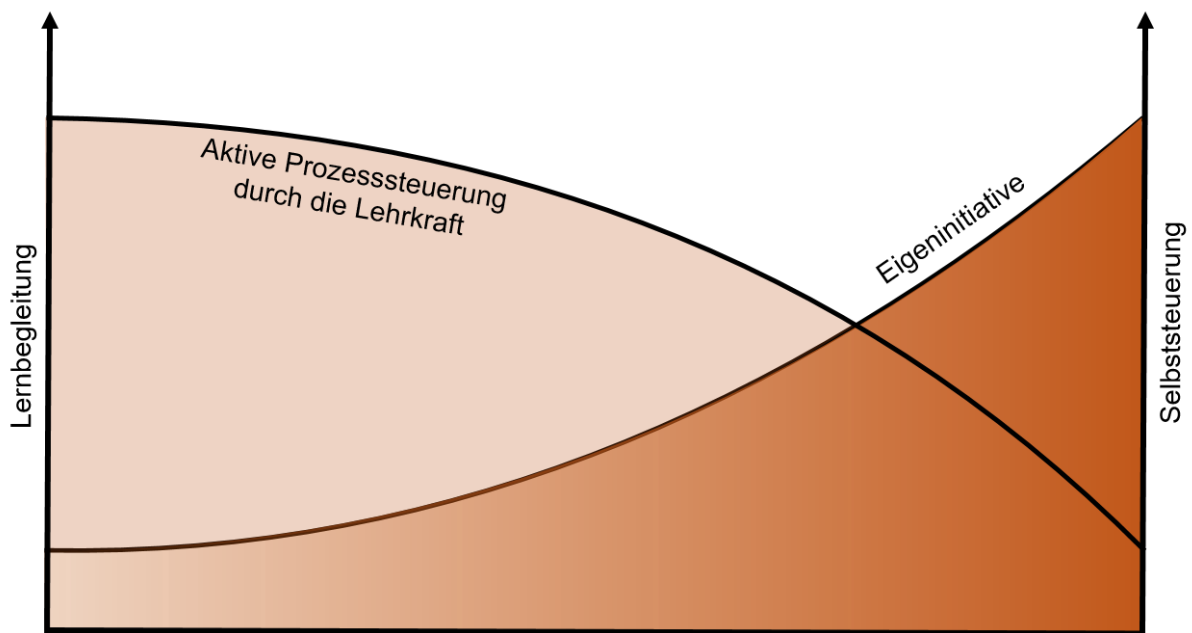 Aktive Prozesssteuerung
durch die Lehrkraft
Eigeninitiative
Lernbegleitung
Selbststeuerung